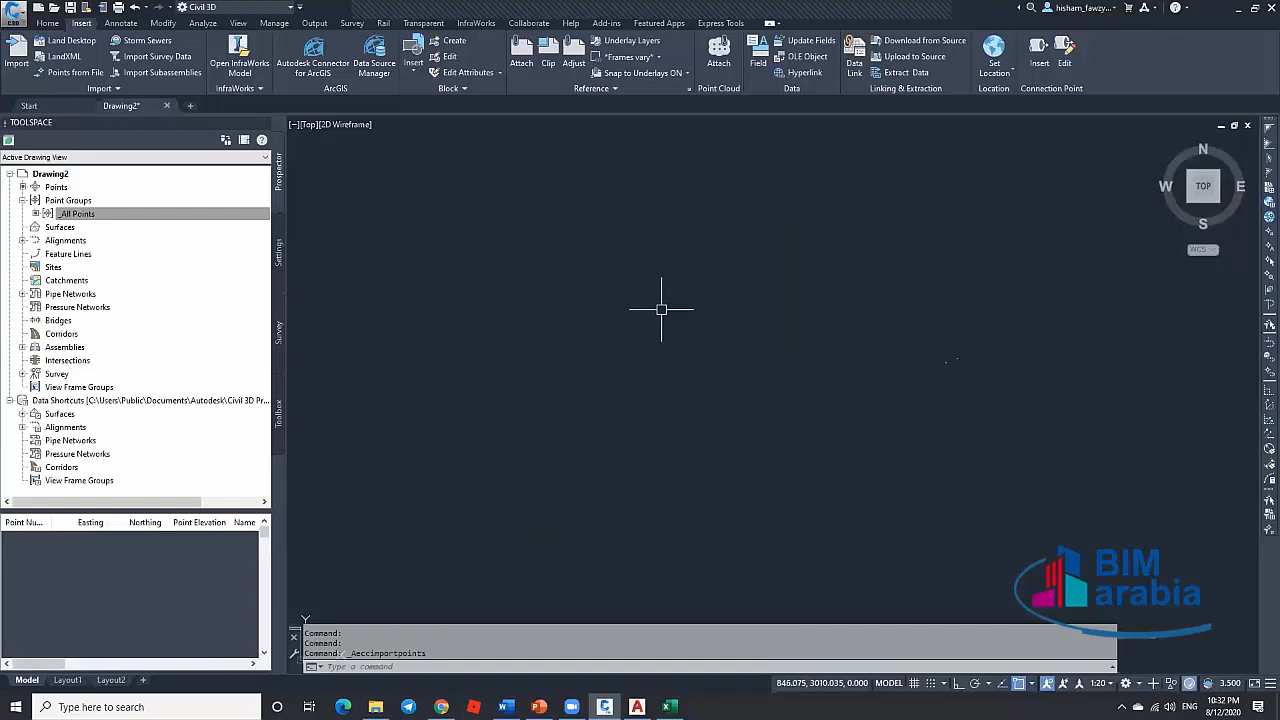 C3D
Civil 3D
hisham_fawzy...
Home Insert Annotate Modify Analyze View Manage Output Survey Rail Transparent InfraWorks Collaborate Help Add-ins Featured Apps Express Tools
Import
Land Desktop
LandXML
Points from File
Storm Sewers
Import Survey Data
Import Subassemblies
Import
Open InfraWorks Model
InfraWorks
Autodesk Connector for ArcGIS
Data Source Manager
ArcGIS
Insert
Create
Edit
Edit Attributes
Block
Attach
Clip
Adjust
Underlay Layers
*Frames vary*
Snap to Underlays ON
Reference
Attach
Point Cloud
Field
Update Fields
OLE Object
Hyperlink
Data
Data Link
Download from Source
Upload to Source
Extract Data
Linking & Extraction
Set Location
Location
Insert
Edit
Connection Point
Start
Drawing2*
TOOLSPACE
Active Drawing View
Drawing2
Points
Point Groups
_All Points
Surfaces
Alignments
Feature Lines
Sites
Catchments
Pipe Networks
Pressure Networks
Bridges
Corridors
Assemblies
Intersections
Survey
View Frame Groups
Data Shortcuts [C:\Users\Public\Documents\Autodesk\Civil 3D Pr...
Surfaces
Alignments
Pipe Networks
Pressure Networks
Corridors
View Frame Groups
Point Nu... Easting Northing Point Elevation Name
Prospector
Settings
Survey
Toolbox
[−][Top][2D Wireframe]
N
W
TOP
E
S
WCS
BIM
arabia
Y
Command:
Command:
Command: _Aeccimportpoints
Type a command
Model Layout1 Layout2
846.075, 3010.035, 0.000 MODEL 1:20 3.500
Type here to search
ENG
10:32 PM
8/12/2020